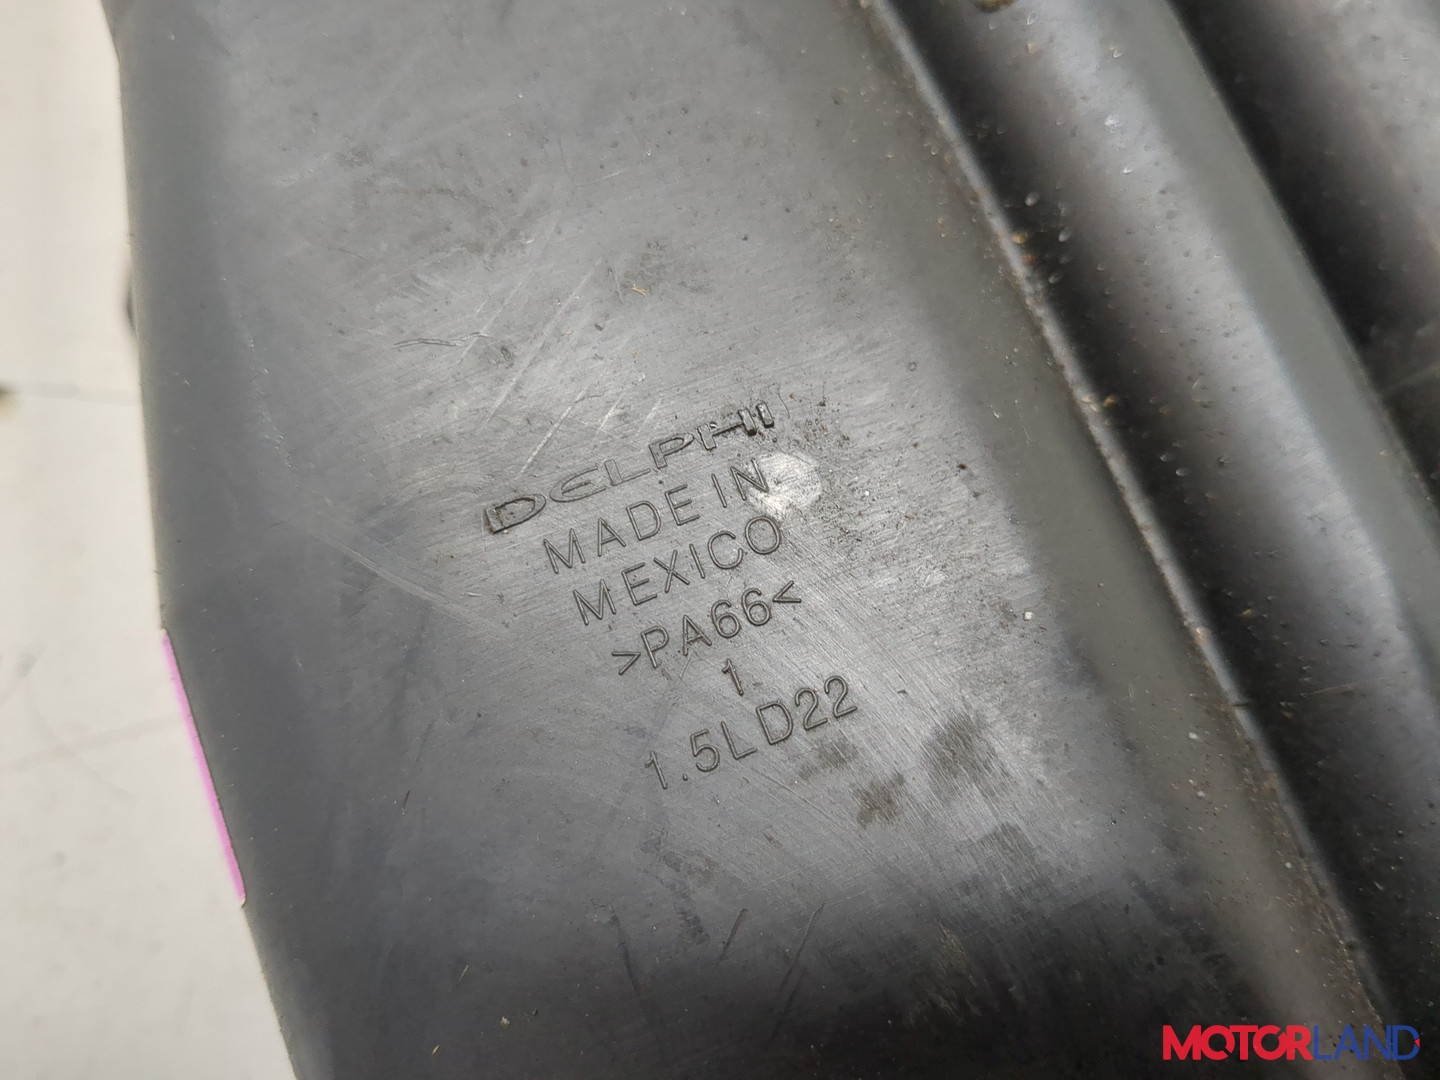 DELPHI
MADE IN
MEXICO
>PA66<
1
1.5LD22
MOTORLAND